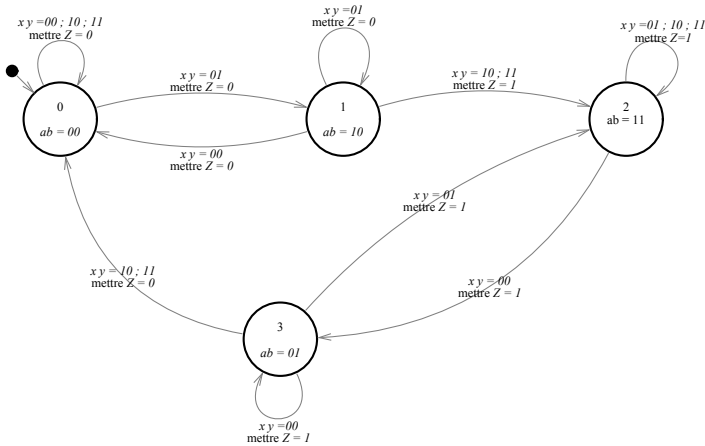 x y =00 ; 10 ; 11
mettre Z = 0
x y =01
mettre Z = 0
x y = 01 ; 10 ; 11
mettre Z=1
x y = 01
mettre Z = 0
x y = 10 ; 11
mettre Z = 1
0
ab = 00
1
ab = 10
2
ab = 11
x y = 00
mettre Z = 0
x y = 01
mettre Z = 1
x y = 10 ; 11
mettre Z = 0
x y = 00
mettre Z = 1
3
ab = 01
x y =00
mettre Z = 1